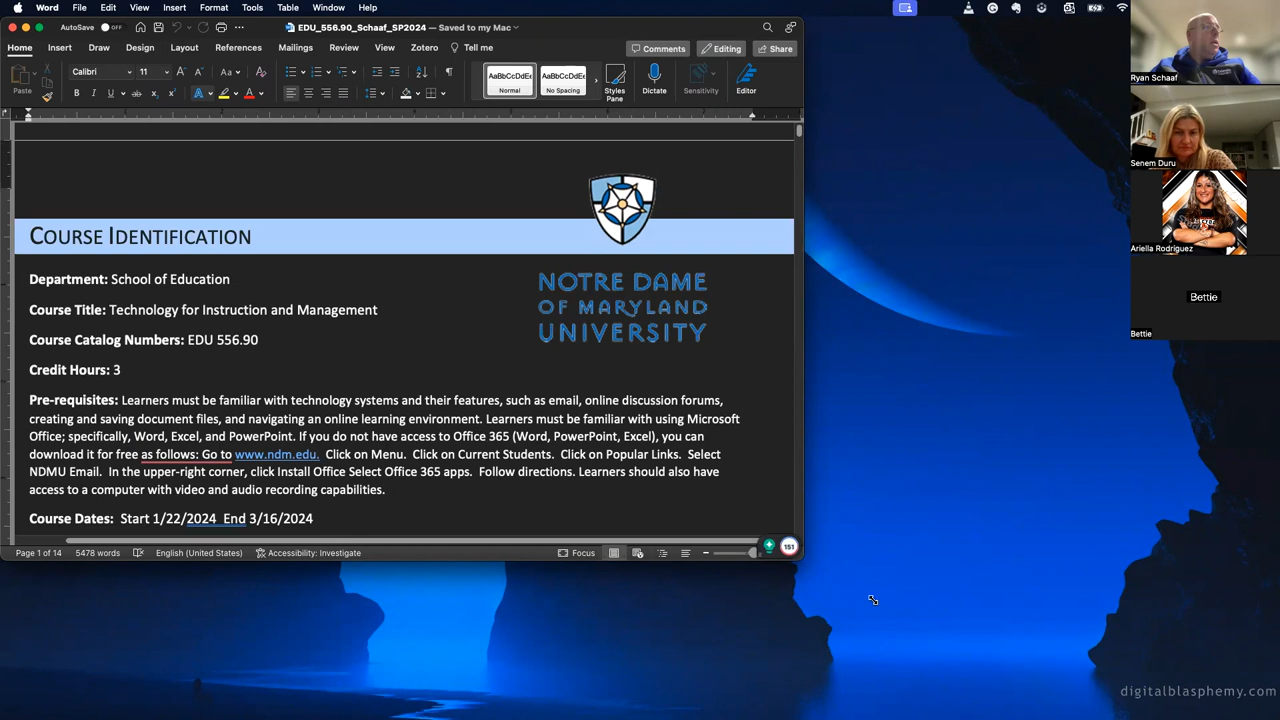 Word File Edit View Insert Format Tools Table Window Help
AutoSave OFF EDU_556.90_Schaaf_SP2024 — Saved to my Mac
Home Insert Draw Design Layout References Mailings Review View Zotero Tell me Comments Editing Share
Paste Calibri 11 AaBbCcDdEe AaBbCcDdEe
Normal No Spacing Styles Pane Dictate Sensitivity Editor
COURSE IDENTIFICATION
NOTRE DAME
OF MARYLAND
UNIVERSITY
Department: School of Education
Course Title: Technology for Instruction and Management
Course Catalog Numbers: EDU 556.90
Credit Hours: 3
Pre-requisites: Learners must be familiar with technology systems and their features, such as email, online discussion forums,
creating and saving document files, and navigating an online learning environment. Learners must be familiar with using Microsoft
Office; specifically, Word, Excel, and PowerPoint. If you do not have access to Office 365 (Word, PowerPoint, Excel), you can
download it for free as follows: Go to www.ndm.edu. Click on Menu. Click on Current Students. Click on Popular Links. Select
NDMU Email. In the upper-right corner, click Install Office Select Office 365 apps. Follow directions. Learners should also have
access to a computer with video and audio recording capabilities.
Course Dates: Start 1/22/2024 End 3/16/2024
Page 1 of 14 5478 words English (United States) Accessibility: Investigate Focus 151
Ryan Schaaf
Senem Duru
Ariella Rodriguez
Bettie
Bettie
digitalblasphemy.com